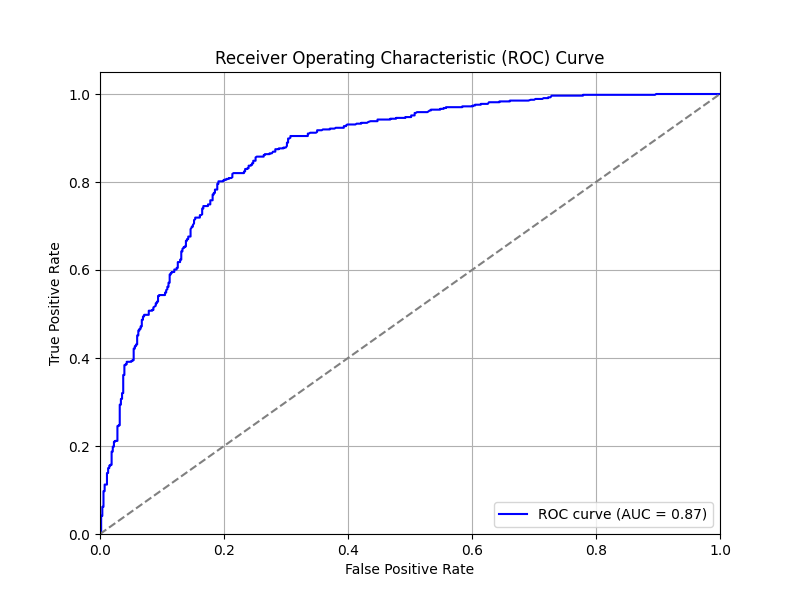 Receiver Operating Characteristic (ROC) Curve
True Positive Rate
1.0
0.8
0.6
0.4
0.2
0.0
ROC curve (AUC = 0.87)
0.0 0.2 0.4 0.6 0.8 1.0
False Positive Rate